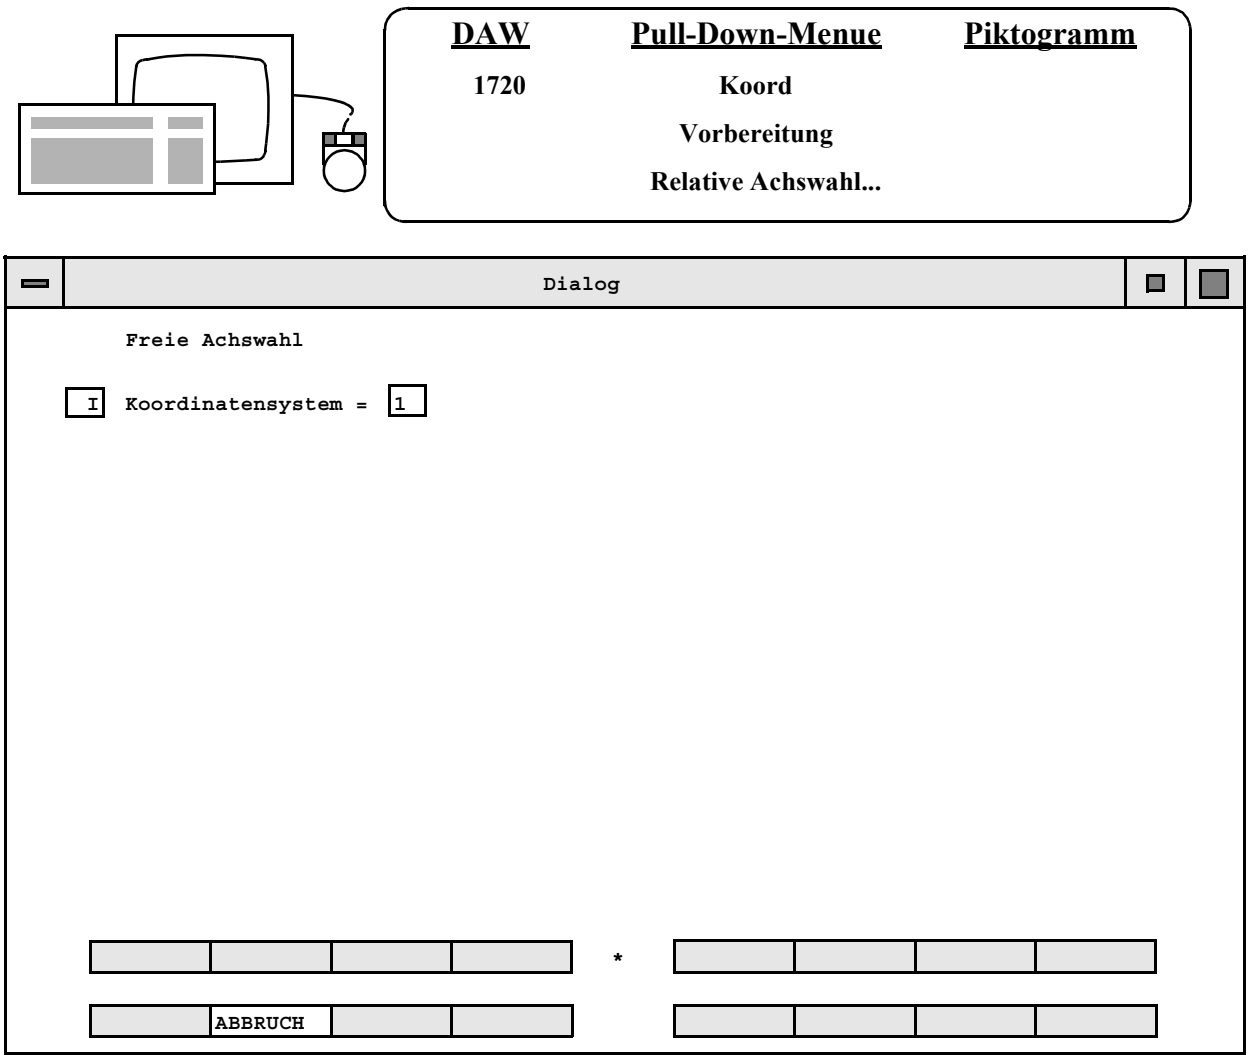 DAW Pull-Down-Menue Piktogramm
1720 Koord
Vorbereitung
Relative Achswahl...
Dialog
Freie Achswahl
I Koordinatensystem = 1
*
ABBRUCH